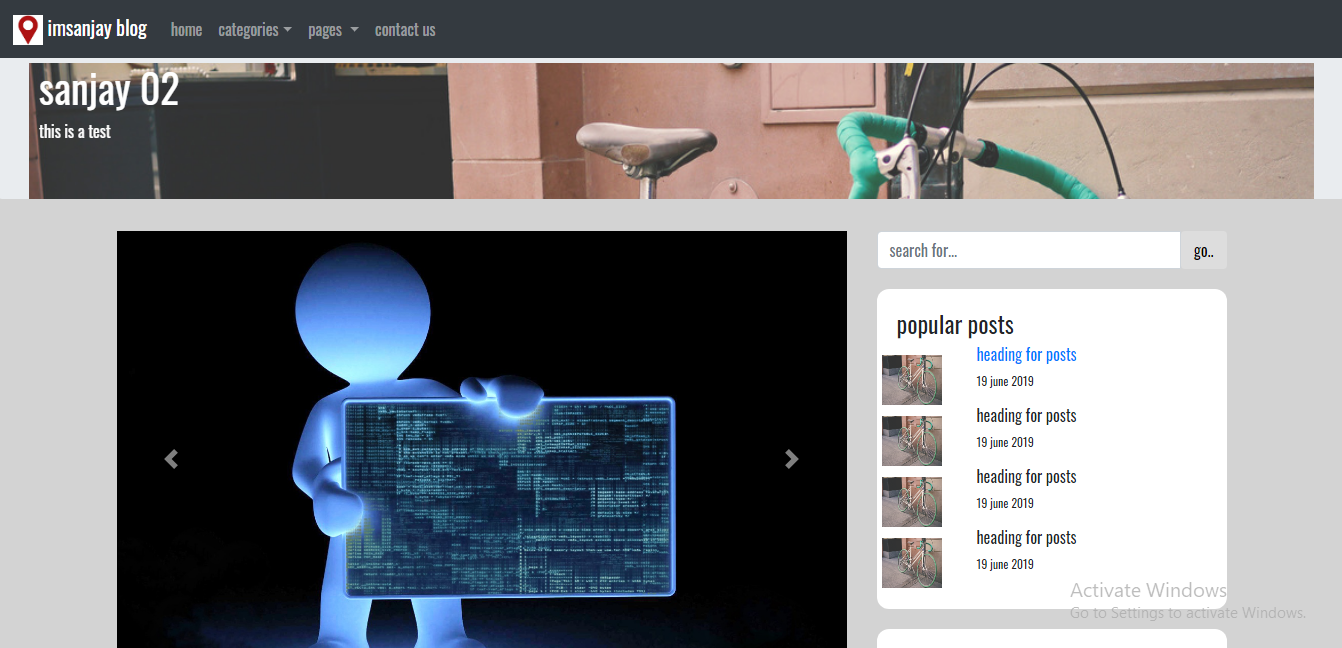 imsanjay blog home categories pages contact us
sanjay 02
this is a test
search for... go..
popular posts
heading for posts
19 june 2019
heading for posts
19 june 2019
heading for posts
19 june 2019
heading for posts
19 june 2019
Activate Windows
Go to Settings to activate Windows.